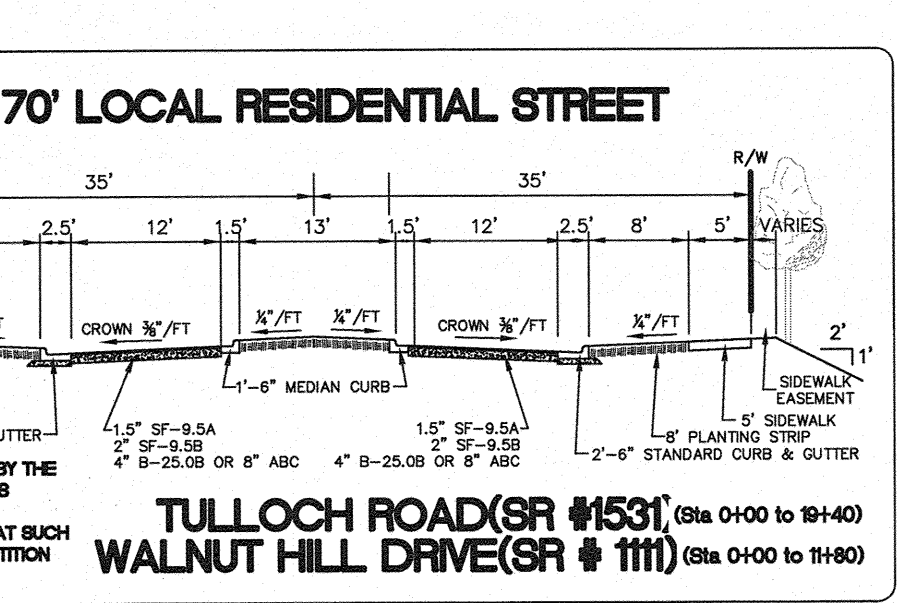 70' LOCAL RESIDENTIAL STREET
R/W
35' 35'
2.5' 12' 1.5' 13' 1.5' 12' 2.5' 8' 5' VARIES
CROWN ⅜"/FT ¼"/FT ¼"/FT CROWN ⅜"/FT ¼"/FT
2'
1'
1'-6" MEDIAN CURB
SIDEWALK
EASEMENT
5' SIDEWALK
8' PLANTING STRIP
2'-6" STANDARD CURB & GUTTER
1.5" SF-9.5A
2" SF-9.5B
4" B-25.0B OR 8" ABC
1.5" SF-9.5A
2" SF-9.5B
4" B-25.0B OR 8" ABC
UTTER
BY THE
S
AT SUCH
TITION
TULLOCH ROAD(SR #1531) (Sta 0+00 to 19+40)
WALNUT HILL DRIVE(SR # 1111) (Sta 0+00 to 11+80)